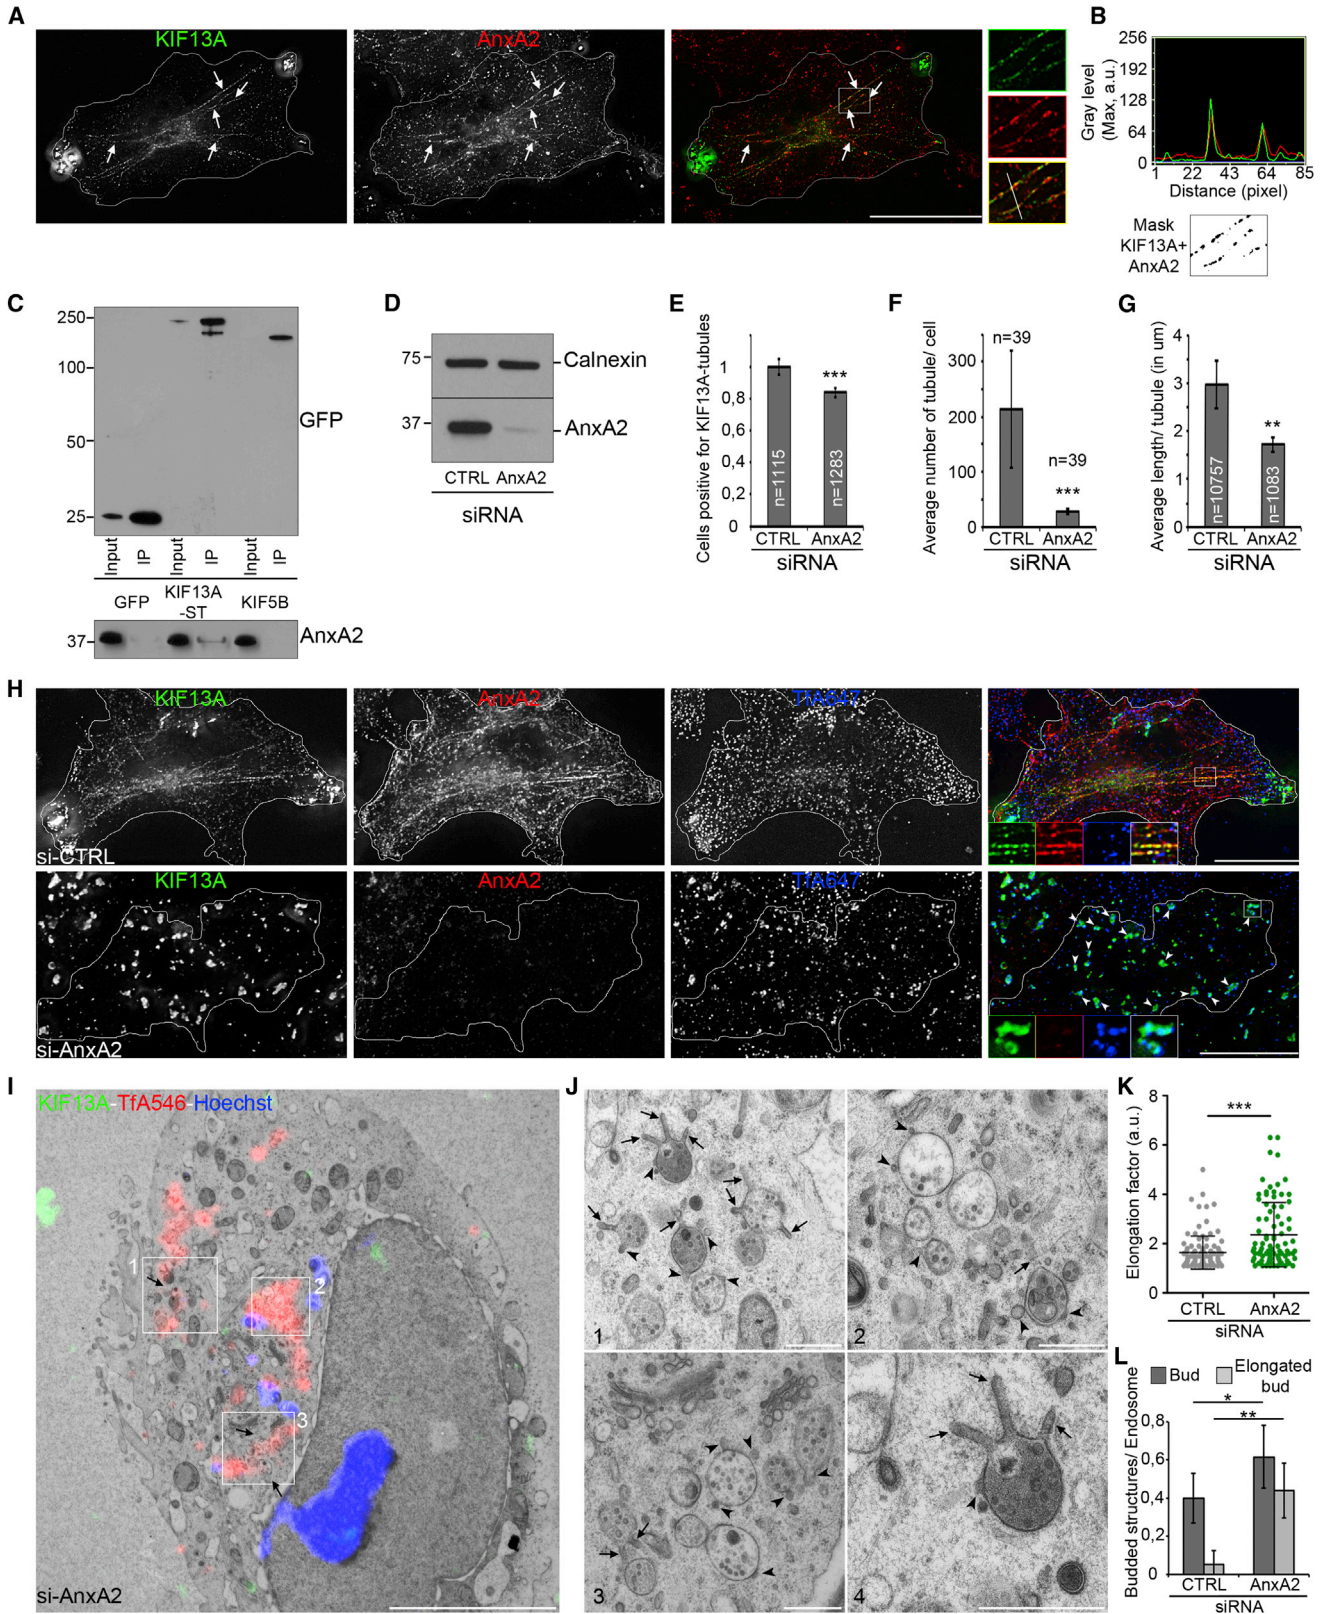 A
KIF13A
AnxA2
B
256
192
128
64
0
Gray level
(Max, a.u.)
1 22 43 64 85
Distance (pixel)
Mask
KIF13A+
AnxA2
C
250
100
50
25
GFP
Input IP Input IP Input IP
GFP KIF13A-ST KIF5B
37
AnxA2
D
75
Calnexin
37
AnxA2
CTRL AnxA2
siRNA
E
Cells positive for KIF13A-tubules
1
0,8
0,6
0,4
0,2
0
***
n=1115
n=1283
CTRL AnxA2
siRNA
F
Average number of tubule/ cell
300
200
100
0
n=39
n=39
***
CTRL AnxA2
siRNA
G
Average length/ tubule (in um)
4
3
2
1
0
**
n=10757
n=1083
CTRL AnxA2
siRNA
H
KIF13A
AnxA2
TfA647
si-CTRL
KIF13A
AnxA2
TfA647
si-AnxA2
I
KIF13A-TfA546-Hoechst
1
2
3
si-AnxA2
J
1
2
3
4
K
Elongation factor (a.u.)
8
6
4
2
0
***
CTRL AnxA2
siRNA
L
Bud
Elongated bud
Budded structures/ Endosome
0,8
0,6
0,4
0,2
0
*
**
CTRL AnxA2
siRNA